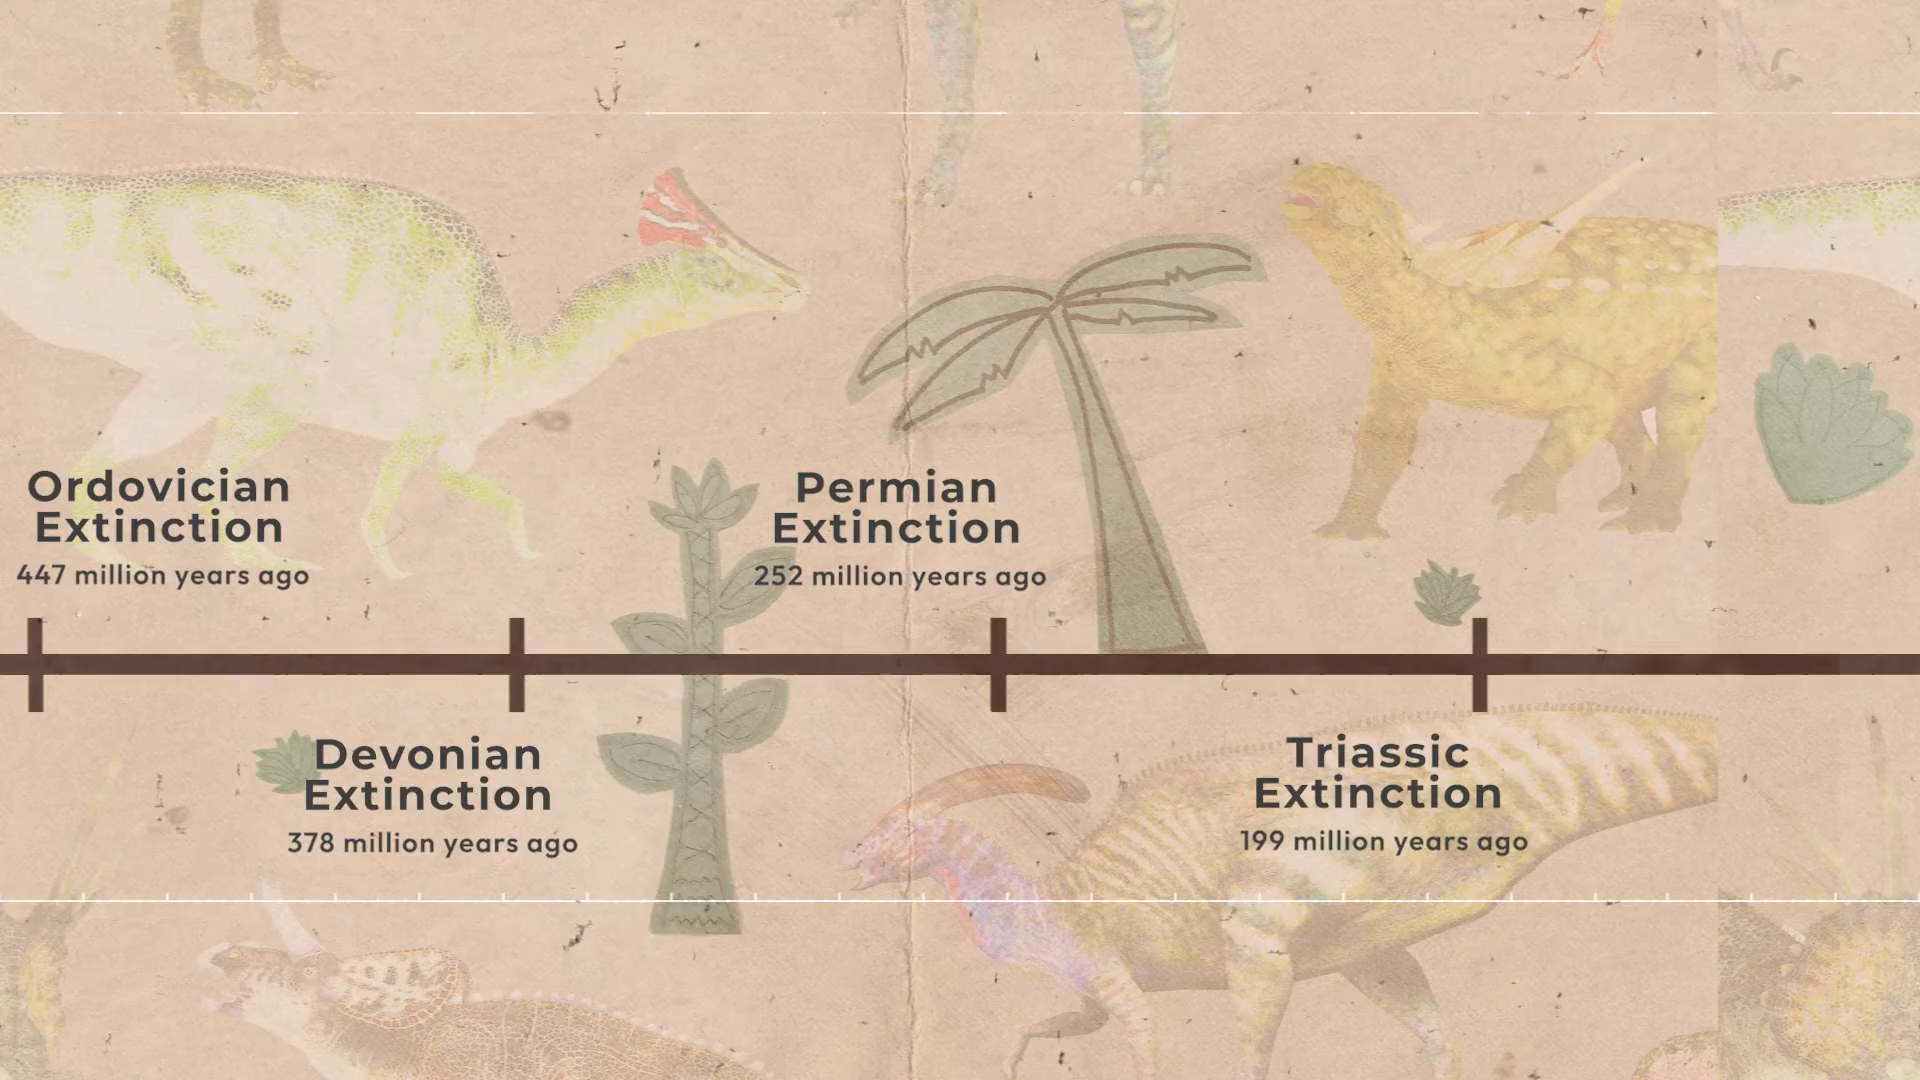 Ordovician
Extinction
447 million years ago
Devonian
Extinction
378 million years ago
Permian
Extinction
252 million years ago
Triassic
Extinction
199 million years ago